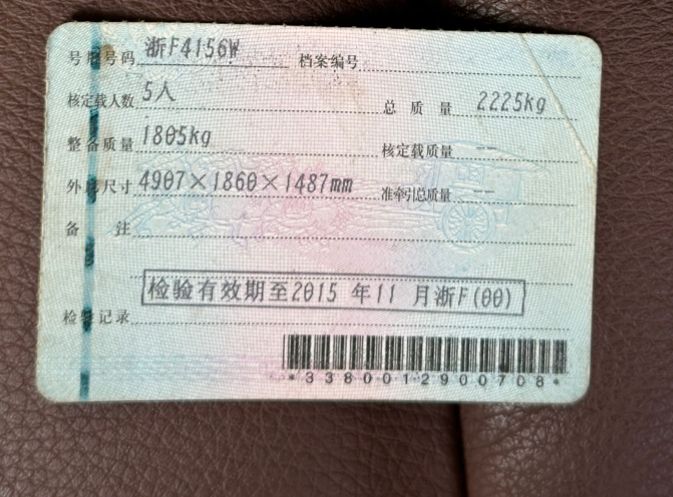 号牌号码 浙F4156W 档案编号
核定载人数 5人 总质量 2225kg
整备质量 1805kg 核定载质量 --
外廓尺寸 4907×1860×1487mm 准牵引总质量 --
备注
检验有效期至2015 年11 月浙F(00)
检验记录
*3380012900708*